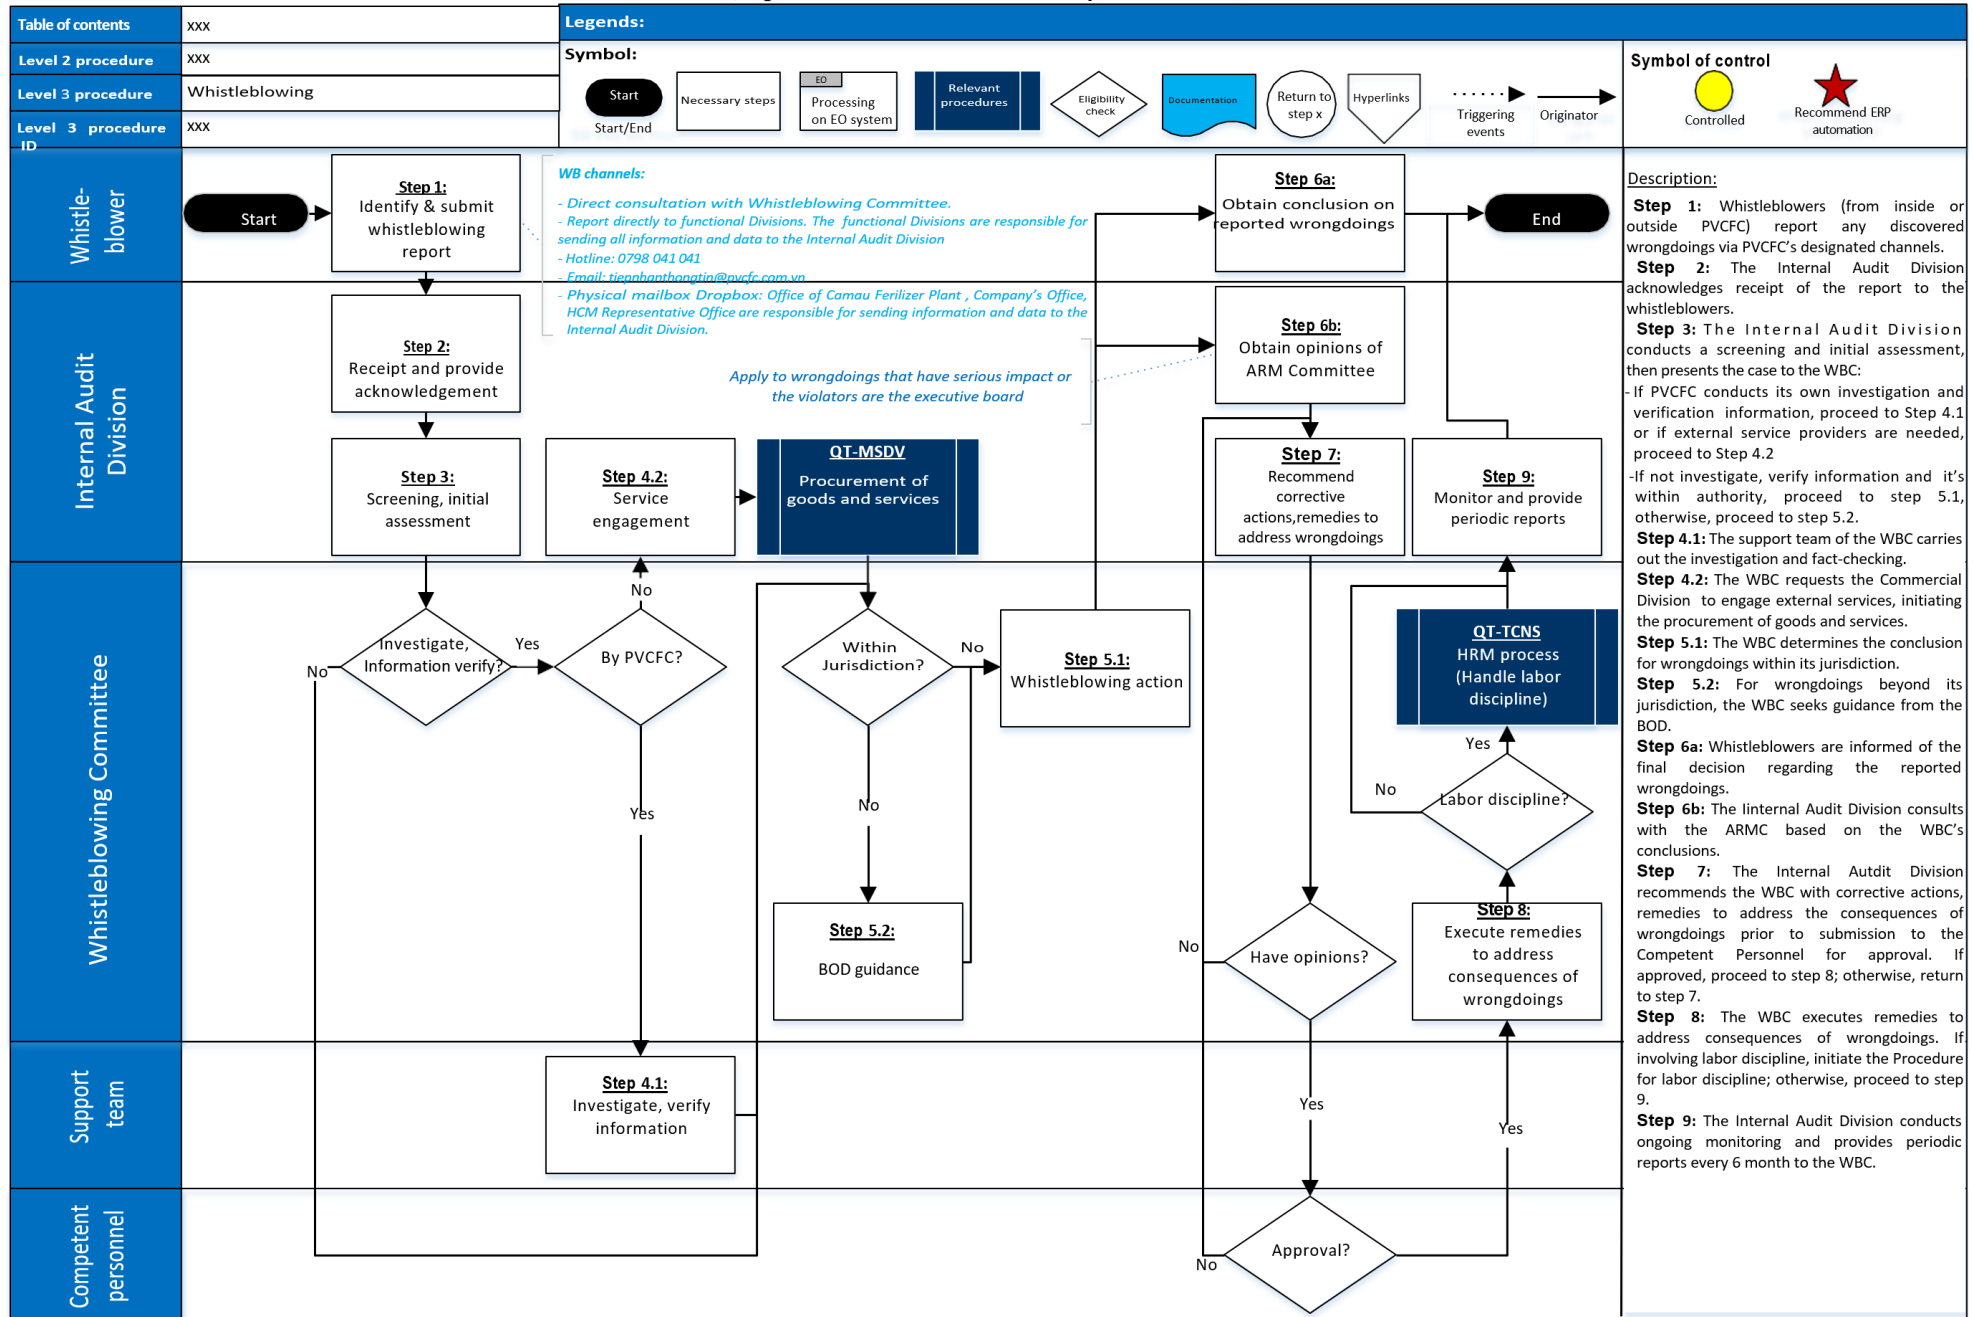 Table of contents
xxx
Level 2 procedure
xxx
Level 3 procedure
Whistleblowing
Level 3 procedure
ID
xxx
Legends:
Symbol:
Start
Start/End
Necessary steps
EO
Processing
on EO system
Relevant
procedures
Eligibility
check
Documentation
Return to
step x
Hyperlinks
Triggering
events
Originator
Symbol of control
Controlled
Recommend ERP
automation
Whistle-
blower
Start
Step 1:
Identify & submit
whistleblowing
report
WB channels:
- Direct consultation with Whistleblowing Committee.
- Report directly to functional Divisions. The functional Divisions are responsible for
sending all information and data to the Internal Audit Division
- Hotline: 0798 041 041
- Email: tiepnhanthongtin@pvcfc.com.vn
- Physical mailbox Dropbox: Office of Camau Ferilizer Plant , Company's Office,
HCM Representative Office are responsible for sending information and data to the
Internal Audit Division.
Step 6a:
Obtain conclusion on
reported wrongdoings
End
Internal Audit
Division
Step 2:
Receipt and provide
acknowledgement
Step 6b:
Obtain opinions of
ARM Committee
Apply to wrongdoings that have serious impact or
the violators are the executive board
Step 3:
Screening, initial
assessment
Step 4.2:
Service
engagement
QT-MSDV
Procurement of
goods and services
Step 7:
Recommend
corrective
actions,remedies to
address wrongdoings
Step 9:
Monitor and provide
periodic reports
Whistleblowing Committee
No
Investigate,
Information verify?
Yes
No
By PVCFC?
Yes
Within
Jurisdiction?
No
No
Step 5.1:
Whistleblowing action
Step 5.2:
BOD guidance
QT-TCNS
HRM process
(Handle labor
discipline)
Yes
No
Labor discipline?
Step 8:
Execute remedies
to address
consequences of
wrongdoings
No
Have opinions?
Yes
Yes
Support
team
Step 4.1:
Investigate, verify
information
Competent
personnel
Approval?
No
Description:
Step 1: Whistleblowers (from inside or
outside PVCFC) report any discovered
wrongdoings via PVCFC's designated channels.
Step 2: The Internal Audit Division
acknowledges receipt of the report to the
whistleblowers.
Step 3: The Internal Audit Division
conducts a screening and initial assessment,
then presents the case to the WBC:
- If PVCFC conducts its own investigation and
verification information, proceed to Step 4.1
or if external service providers are needed,
proceed to Step 4.2
-If not investigate, verify information and it's
within authority, proceed to step 5.1,
otherwise, proceed to step 5.2.
Step 4.1: The support team of the WBC carries
out the investigation and fact-checking.
Step 4.2: The WBC requests the Commercial
Division to engage external services, initiating
the procurement of goods and services.
Step 5.1: The WBC determines the conclusion
for wrongdoings within its jurisdiction.
Step 5.2: For wrongdoings beyond its
jurisdiction, the WBC seeks guidance from the
BOD.
Step 6a: Whistleblowers are informed of the
final decision regarding the reported
wrongdoings.
Step 6b: The Iinternal Audit Division consults
with the ARMC based on the WBC's
conclusions.
Step 7: The Internal Autdit Division
recommends the WBC with corrective actions,
remedies to address the consequences of
wrongdoings prior to submission to the
Competent Personnel for approval. If
approved, proceed to step 8; otherwise, return
to step 7.
Step 8: The WBC executes remedies to
address consequences of wrongdoings. If
involving labor discipline, initiate the Procedure
for labor discipline; otherwise, proceed to step
9.
Step 9: The Internal Audit Division conducts
ongoing monitoring and provides periodic
reports every 6 month to the WBC.